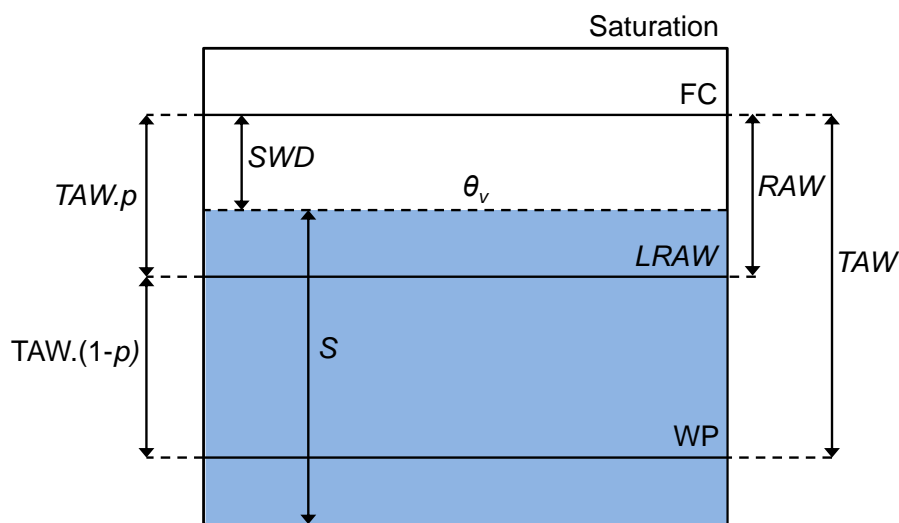 Saturation
FC
SWD
TAW.p
RAW
θv
LRAW
TAW
TAW.(1-p)
S
WP